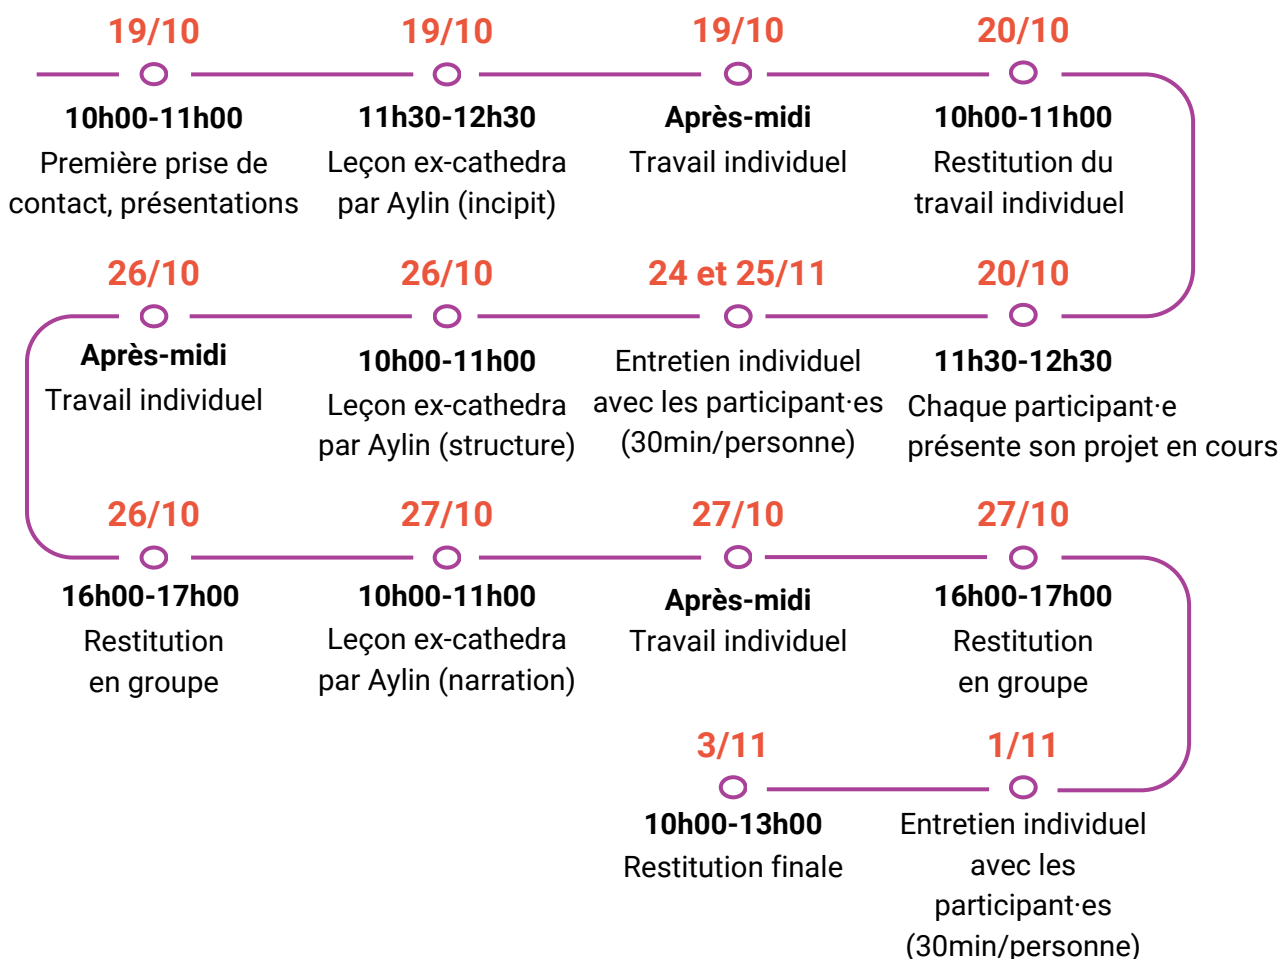 19/10
10h00-11h00
Première prise de
contact, présentations
19/10
11h30-12h30
Leçon ex-cathedra
par Aylin (incipit)
19/10
Après-midi
Travail individuel
20/10
10h00-11h00
Restitution du
travail individuel
20/10
11h30-12h30
Chaque participant·e
présente son projet en cours
24 et 25/11
Entretien individuel
avec les participant·es
(30min/personne)
26/10
10h00-11h00
Leçon ex-cathedra
par Aylin (structure)
26/10
Après-midi
Travail individuel
26/10
16h00-17h00
Restitution
en groupe
27/10
10h00-11h00
Leçon ex-cathedra
par Aylin (narration)
27/10
Après-midi
Travail individuel
27/10
16h00-17h00
Restitution
en groupe
1/11
Entretien individuel
avec les
participant·es
(30min/personne)
3/11
10h00-13h00
Restitution finale